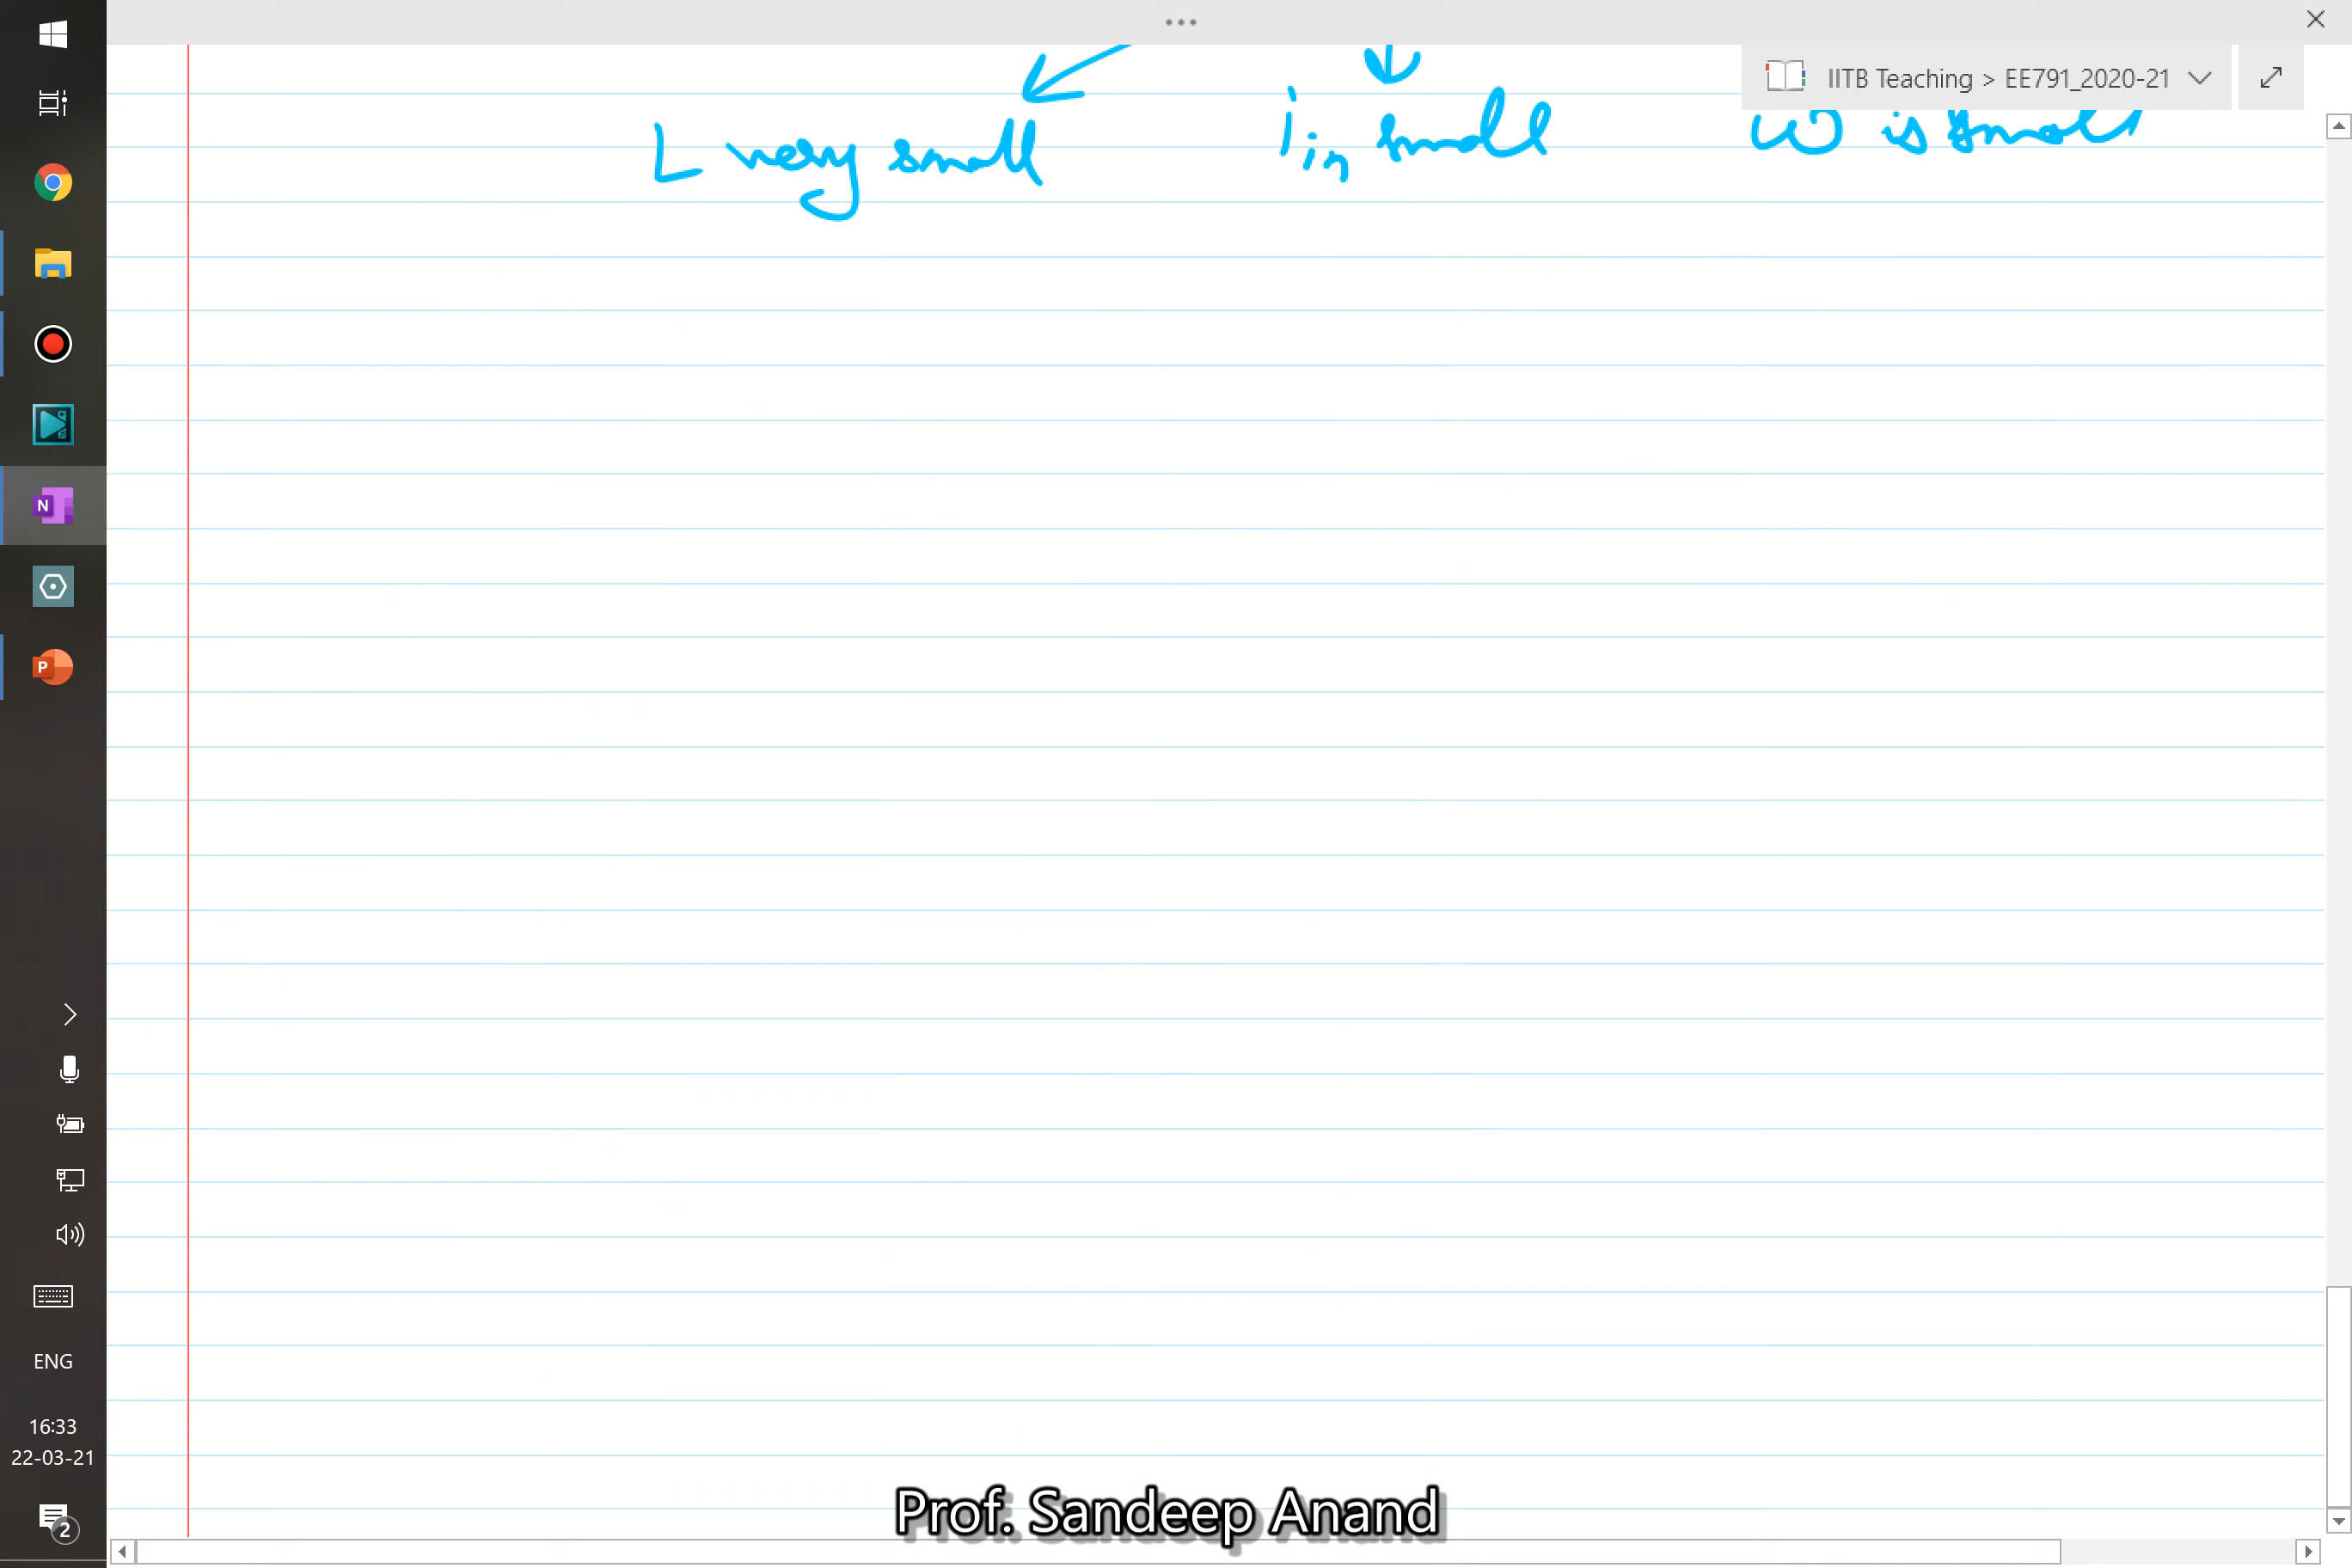 IITB Teaching > EE791_2020-21
L very small
i_in small
ω is small
N
P
ENG
16:33
22-03-21
2
Prof. Sandeep Anand